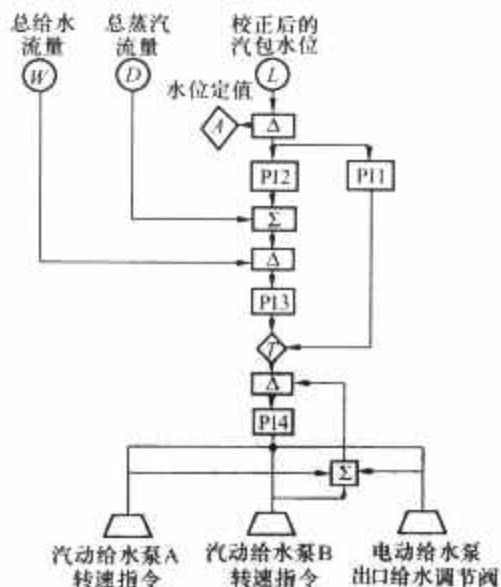 总给水
流量
总蒸汽
流量
校正后的
汽包水位
W
D
L
水位定值
A
Δ
PI2
PI1
Σ
Δ
PI3
T
Δ
PI4
Σ
汽动给水泵A
转速指令
汽动给水泵B
转速指令
电动给水泵
出口给水调节阀